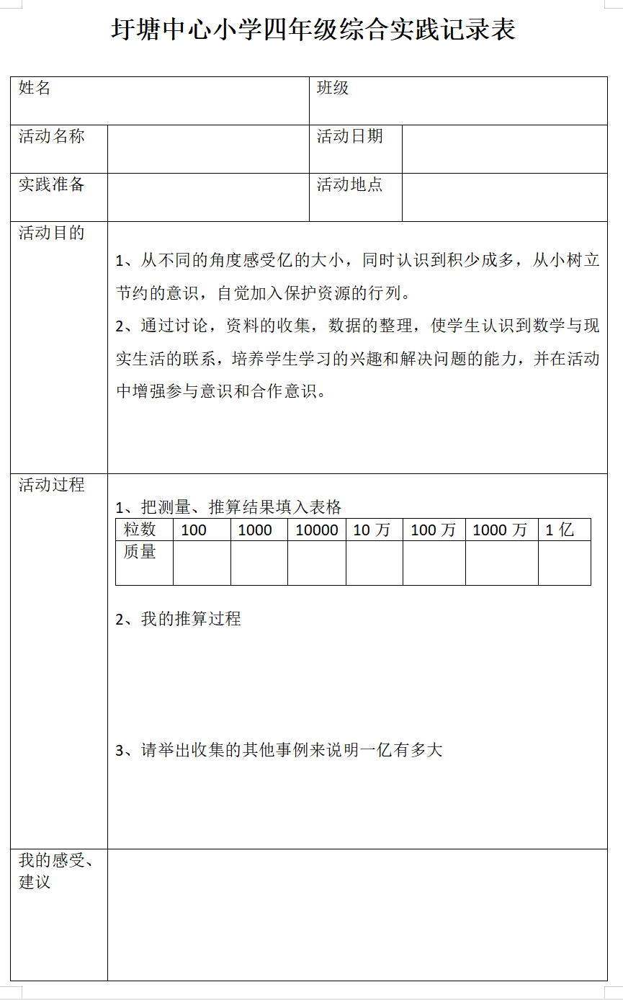 圩塘中心小学四年级综合实践记录表
姓名 班级
活动名称 活动日期
实践准备 活动地点
活动目的
1、从不同的角度感受亿的大小，同时认识到积少成多，从小树立
节约的意识，自觉加入保护资源的行列。
2、通过讨论，资料的收集，数据的整理，使学生认识到数学与现
实生活的联系，培养学生学习的兴趣和解决问题的能力，并在活动
中增强参与意识和合作意识。
活动过程
1、把测量、推算结果填入表格
粒数 100 1000 10000 10 万 100 万 1000 万 1 亿
质量
2、我的推算过程
3、请举出收集的其他事例来说明一亿有多大
我的感受、
建议